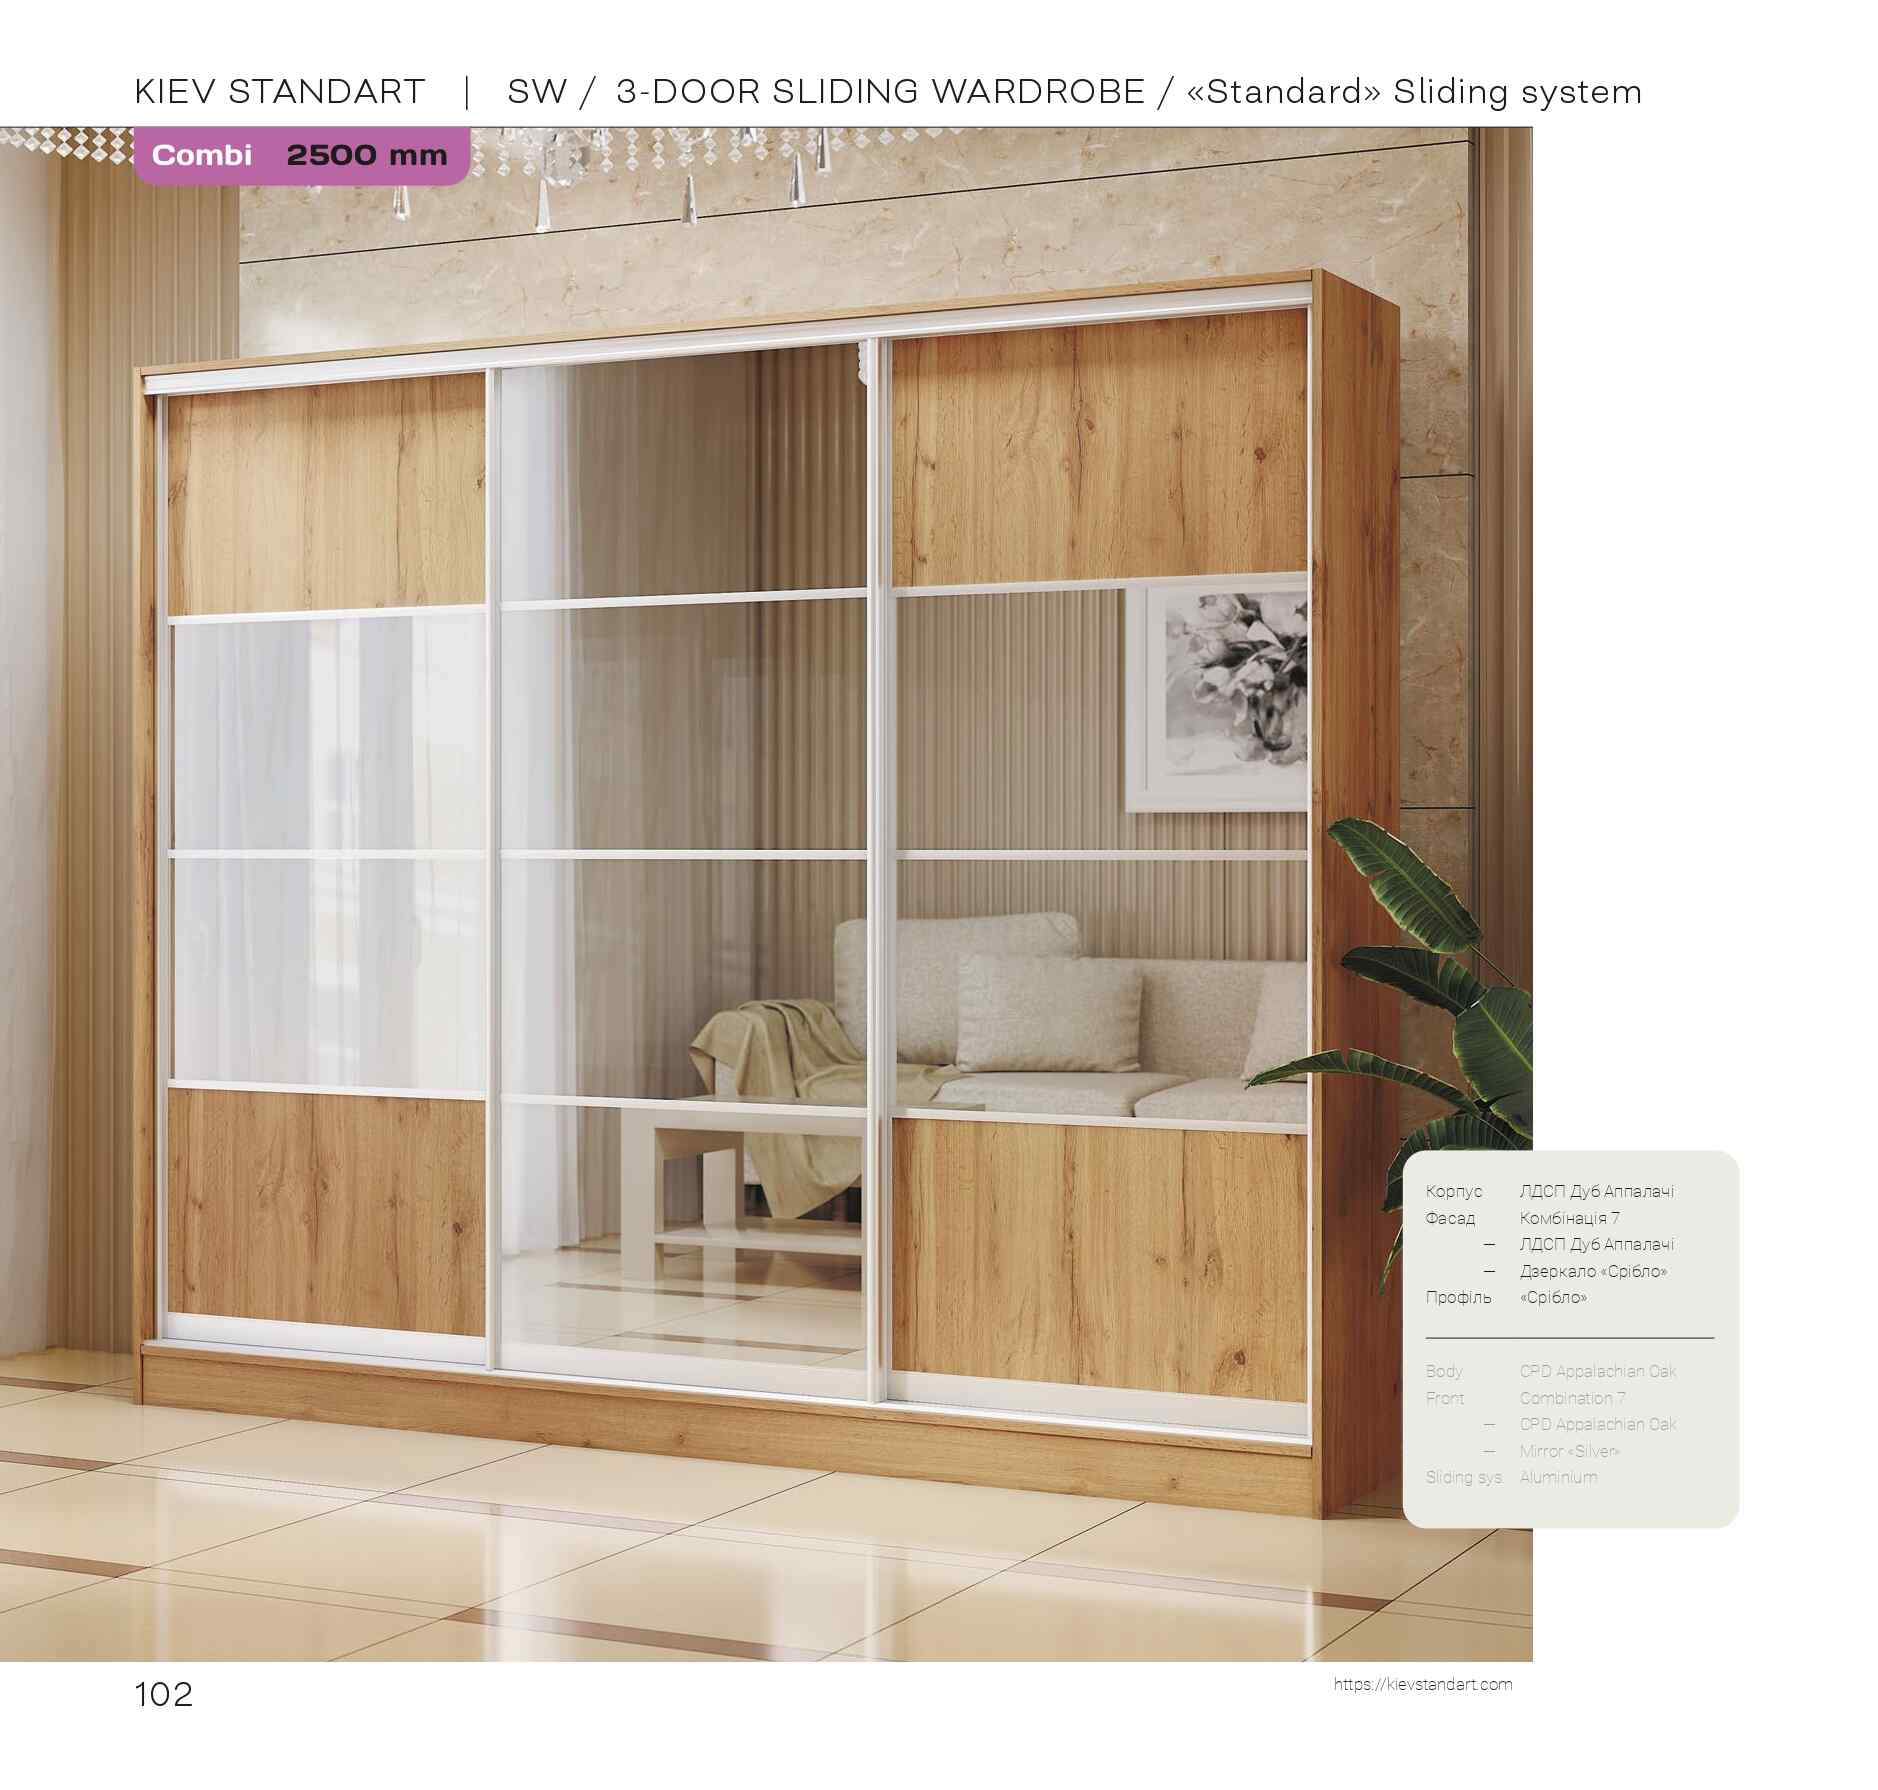 KIEV STANDART | SW / 3-DOOR SLIDING WARDROBE / «Standard» Sliding system
Combi 2500 mm
Корпус ЛДСП Дуб Аппалачі
Фасад Комбінація 7
— ЛДСП Дуб Аппалачі
— Дзеркало «Срібло»
Профіль «Срібло»
Body CPD Appalachian Oak
Front Combination 7
— CPD Appalachian Oak
— Mirror «Silver»
Sliding sys. Aluminium
102
https://kievstandart.com